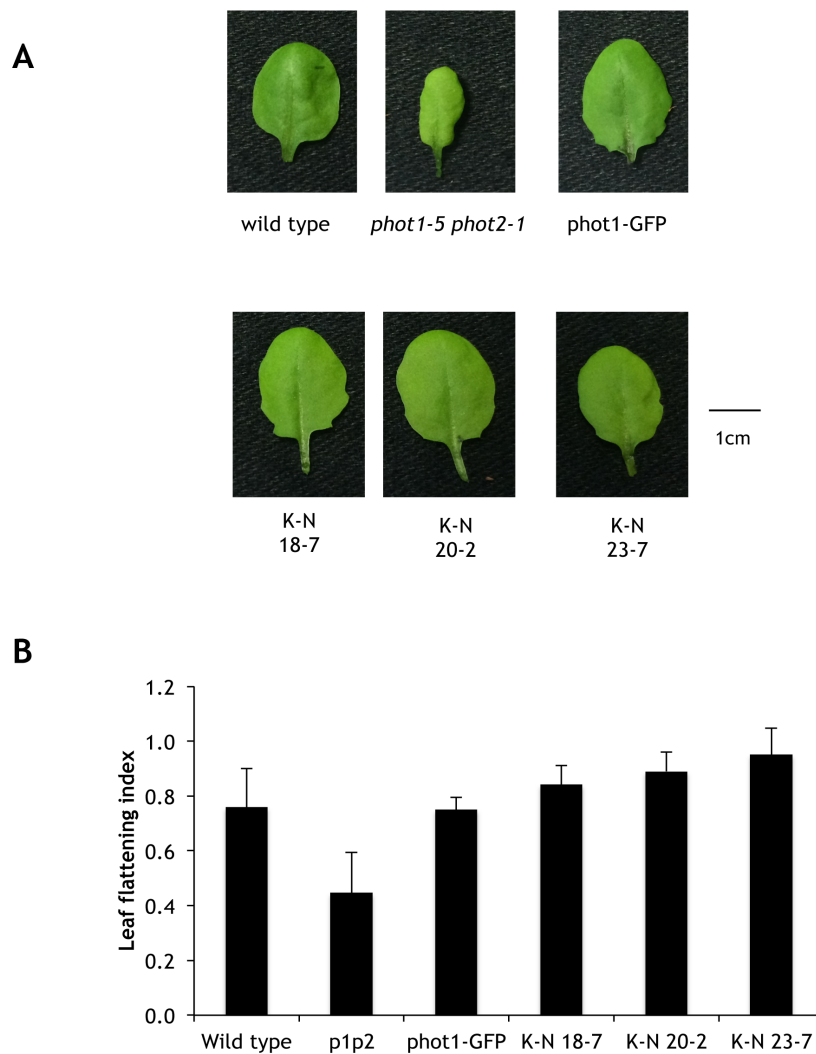 A
wild type
phot1-5 phot2-1
phot1-GFP
K-N
18-7
K-N
20-2
K-N
23-7
1cm
B
Leaf flattening index
1.2
1.0
0.8
0.6
0.4
0.2
0.0
Wild type
p1p2
phot1-GFP
K-N 18-7
K-N 20-2
K-N 23-7